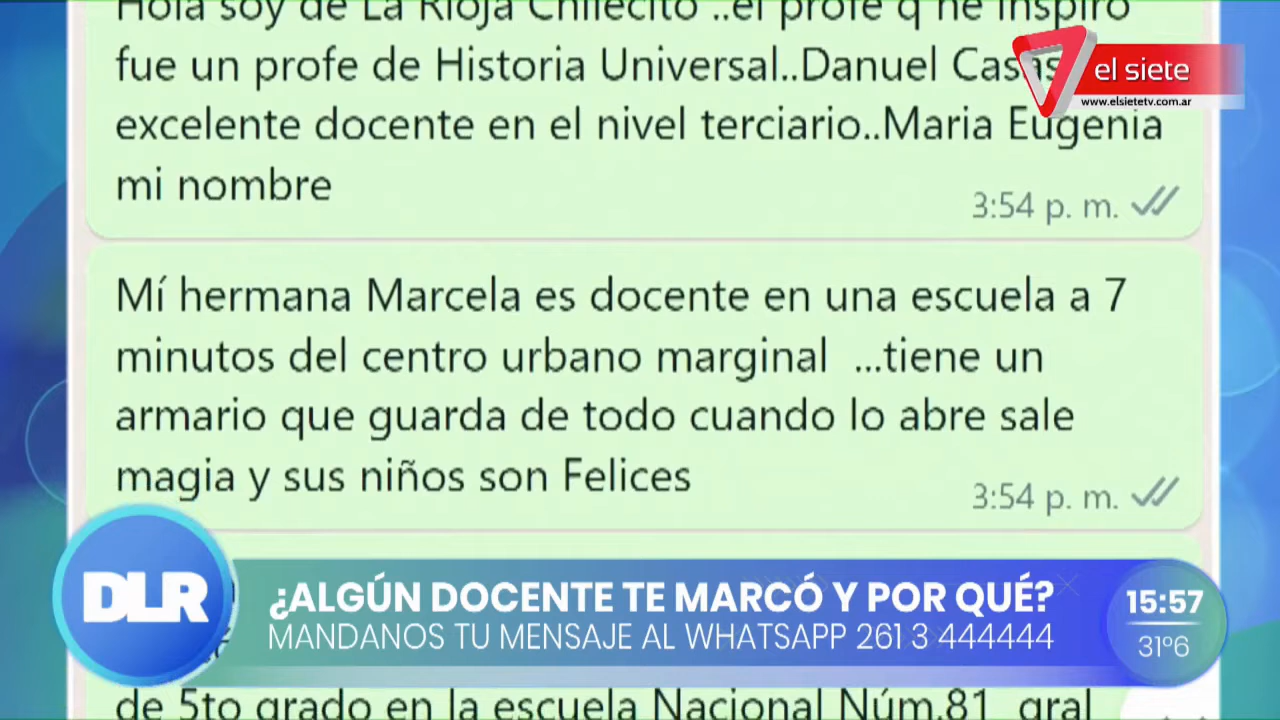 Hola soy de La Rioja Chilecito ..el profe q ne inspiro
fue un profe de Historia Universal..Danuel Casas
excelente docente en el nivel terciario..Maria Eugenia
mi nombre
3:54 p. m.
el siete
www.elsietetv.com.ar
Mí hermana Marcela es docente en una escuela a 7
minutos del centro urbano marginal ...tiene un
armario que guarda de todo cuando lo abre sale
magia y sus niños son Felices
3:54 p. m.
DLR
¿ALGÚN DOCENTE TE MARCÓ Y POR QUÉ?
MANDANOS TU MENSAJE AL WHATSAPP 261 3 444444
15:57
31º6
de 5to grado en la escuela Nacional Núm.81 gral